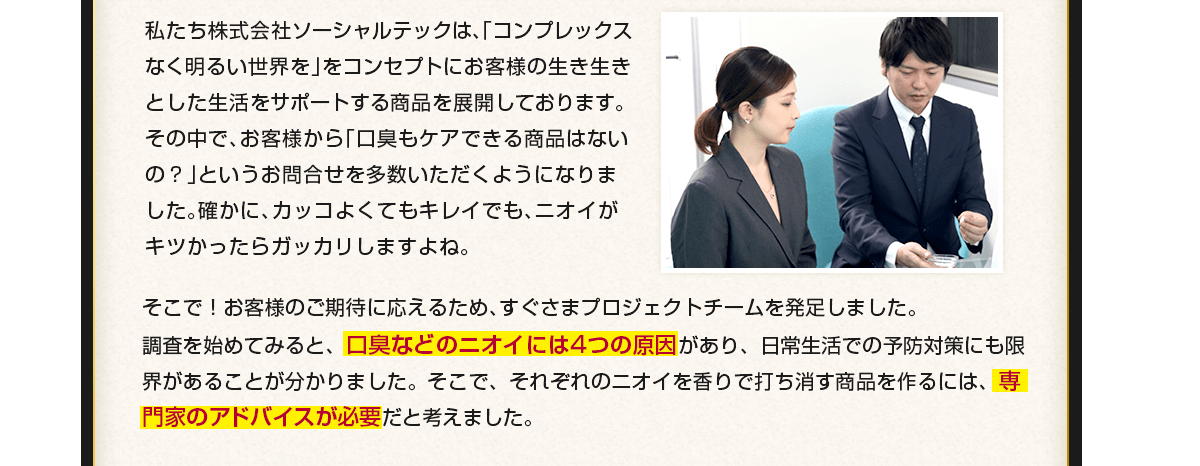 私たち株式会社ソーシャルテックは、「コンプレックス
なく明るい世界を」をコンセプトにお客様の生き生き
とした生活をサポートする商品を展開しております。
その中で、お客様から「口臭もケアできる商品はない
の？」というお問合せを多数いただくようになりま
した。確かに、カッコよくてもキレイでも、ニオイが
キツかったらガッカリしますよね。
そこで！お客様のご期待に応えるため、すぐさまプロジェクトチームを発足しました。
調査を始めてみると、口臭などのニオイには4つの原因があり、日常生活での予防対策にも限
界があることが分かりました。そこで、それぞれのニオイを香りで打ち消す商品を作るには、専
門家のアドバイスが必要だと考えました。